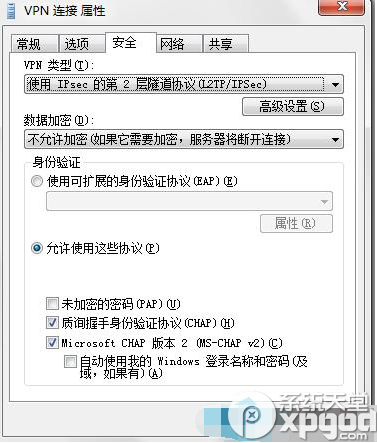 VPN 连接 属性
常规 选项 安全 网络 共享
VPN 类型(T):
使用 IPsec 的第 2 层隧道协议(L2TP/IPSec)
高级设置(S)
数据加密(D):
不允许加密(如果它需要加密，服务器将断开连接)
身份验证
使用可扩展的身份验证协议(EAP)(E)
属性(R)
允许使用这些协议(P)
未加密的密码(PAP)(U)
质询握手身份验证协议(CHAP)(H)
Microsoft CHAP 版本 2 (MS-CHAP v2)(C)
自动使用我的 Windows 登录名称和密码(及
域，如果有)(A)
系统天堂
xpgod.com